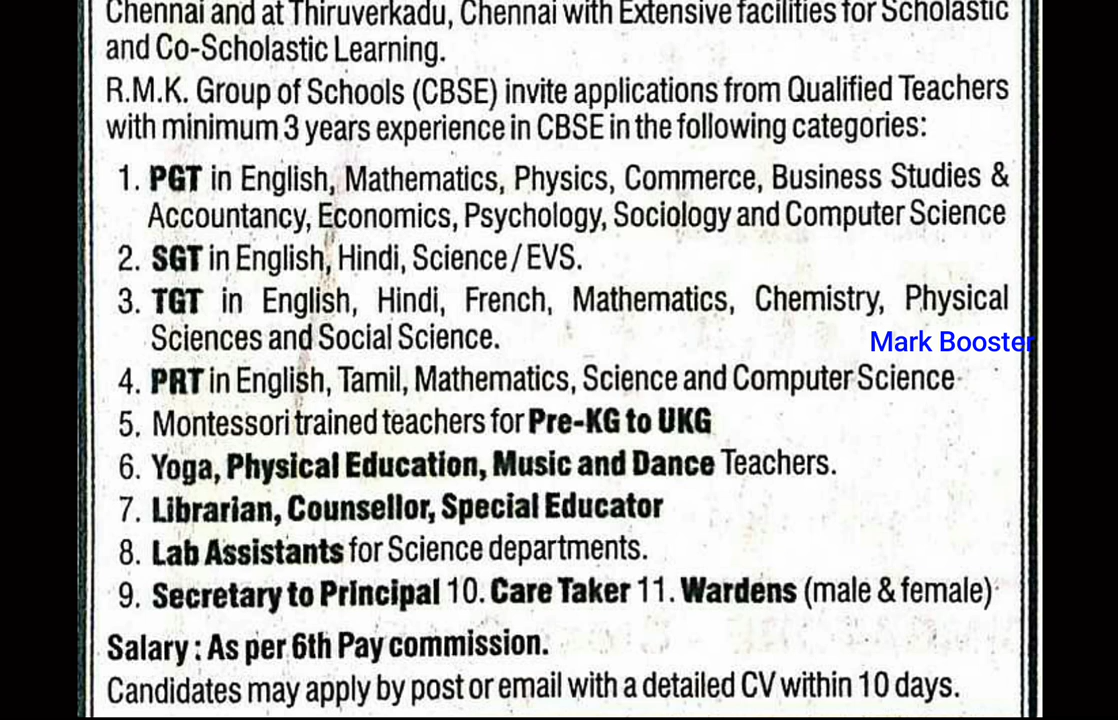 Chennai and at Thiruverkadu, Chennai with Extensive facilities for Scholastic
and Co-Scholastic Learning.
R.M.K. Group of Schools (CBSE) invite applications from Qualified Teachers
with minimum 3 years experience in CBSE in the following categories:
1. PGT in English, Mathematics, Physics, Commerce, Business Studies &
Accountancy, Economics, Psychology, Sociology and Computer Science
2. SGT in English, Hindi, Science / EVS.
3. TGT in English, Hindi, French, Mathematics, Chemistry, Physical
Sciences and Social Science.
Mark Booster
4. PRT in English, Tamil, Mathematics, Science and Computer Science
5. Montessori trained teachers for Pre-KG to UKG
6. Yoga, Physical Education, Music and Dance Teachers.
7. Librarian, Counsellor, Special Educator
8. Lab Assistants for Science departments.
9. Secretary to Principal 10. Care Taker 11. Wardens (male & female)
Salary : As per 6th Pay commission.
Candidates may apply by post or email with a detailed CV within 10 days.